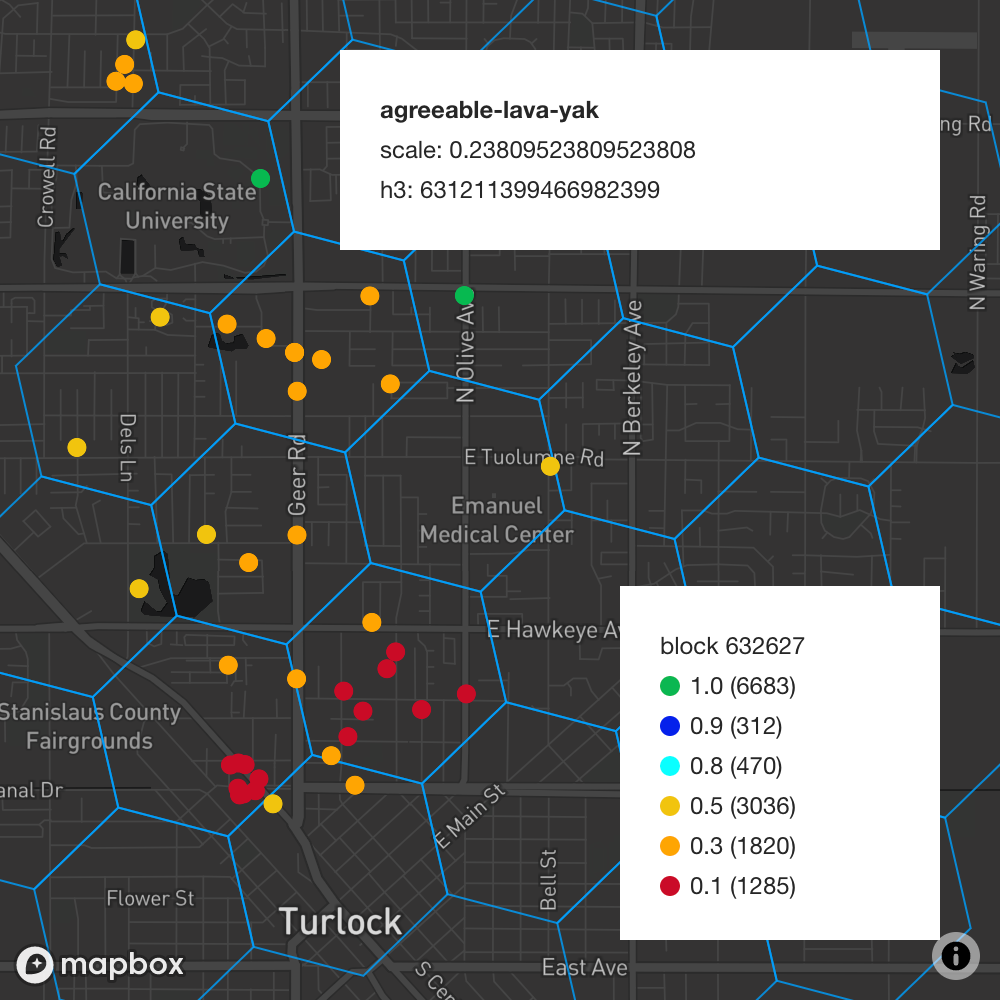 agreeable-lava-yak
scale: 0.23809523809523808
h3: 631211399466982399
ng Rd
Crowell Rd
California State
University
N Waring Rd
N Olive Av
N Berkeley Ave
Dels Ln
Geer Rd
E Tuolumne Rd
Emanuel
Medical Center
E Hawkeye Av
block 632627
1.0 (6683)
0.9 (312)
0.8 (470)
0.5 (3036)
0.3 (1820)
0.1 (1285)
Stanislaus County
Fairgrounds
anal Dr
E Main St
Bell St
Flower St
Turlock
East Ave
S Cen
mapbox